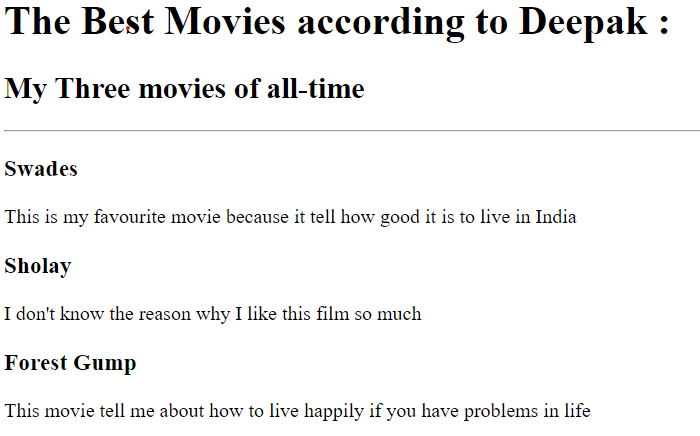 The Best Movies according to Deepak :
My Three movies of all-time
Swades
This is my favourite movie because it tell how good it is to live in India
Sholay
I don't know the reason why I like this film so much
Forest Gump
This movie tell me about how to live happily if you have problems in life